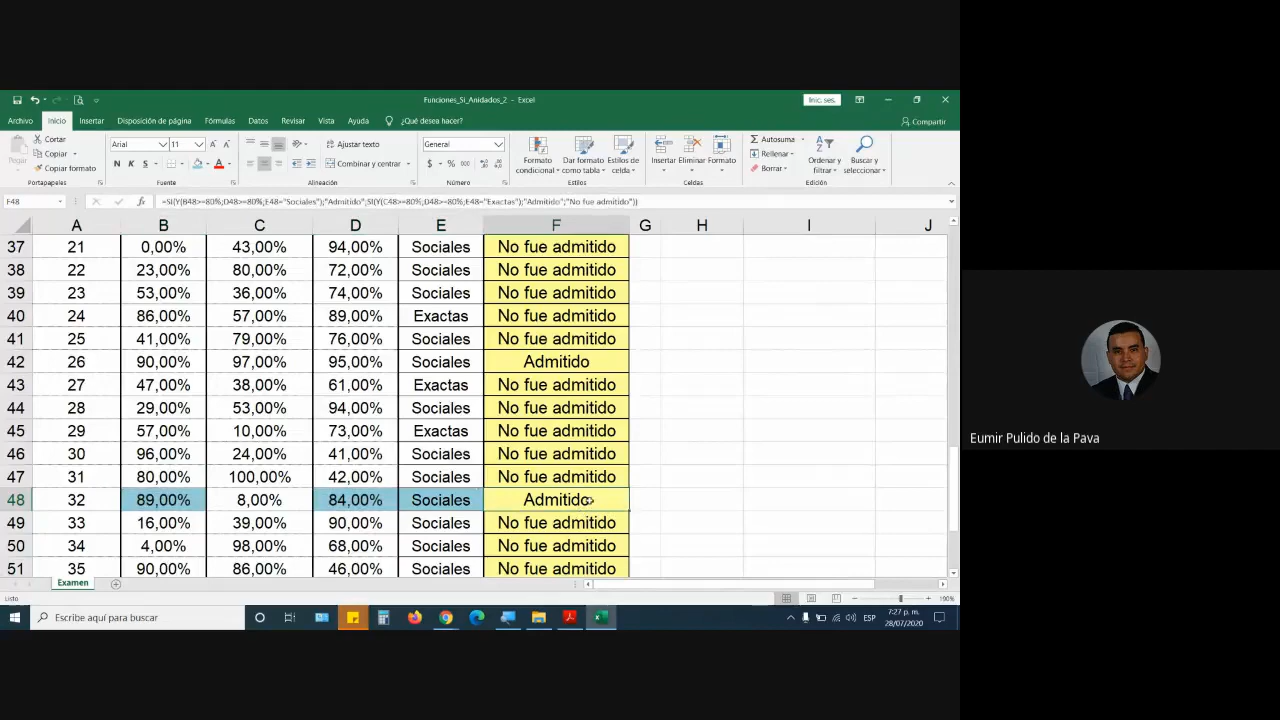 Funciones_Si_Anidados_2 - Excel
Inic. ses.
Archivo Inicio Insertar Disposición de página Fórmulas Datos Revisar Vista Ayuda ¿Qué desea hacer? Compartir
Pegar
Cortar
Copiar
Copiar formato
Portapapeles
Arial 11
N K S
Fuente
Ajustar texto
Combinar y centrar
Alineación
General
$ % 000
Número
Formato condicional
Dar formato como tabla
Estilos de celda
Estilos
Insertar Eliminar Formato
Celdas
Autosuma
Rellenar
Borrar
Ordenar y filtrar
Buscar y seleccionar
Edición
F48 fx =SI(Y(B48>=80%;D48>=80%;E48="Sociales");"Admitido";SI(Y(C48>=80%;D48>=80%;E48="Exactas");"Admitido";"No fue admitido"))
A B C D E F G H I J
37 21 0,00% 43,00% 94,00% Sociales No fue admitido
38 22 23,00% 80,00% 72,00% Sociales No fue admitido
39 23 53,00% 36,00% 74,00% Sociales No fue admitido
40 24 86,00% 57,00% 89,00% Exactas No fue admitido
41 25 41,00% 79,00% 76,00% Sociales No fue admitido
42 26 90,00% 97,00% 95,00% Sociales Admitido
43 27 47,00% 38,00% 61,00% Exactas No fue admitido
44 28 29,00% 53,00% 94,00% Sociales No fue admitido
45 29 57,00% 10,00% 73,00% Exactas No fue admitido
46 30 96,00% 24,00% 41,00% Sociales No fue admitido
47 31 80,00% 100,00% 42,00% Sociales No fue admitido
48 32 89,00% 8,00% 84,00% Sociales Admitido
49 33 16,00% 39,00% 90,00% Sociales No fue admitido
50 34 4,00% 98,00% 68,00% Sociales No fue admitido
51 35 90,00% 86,00% 46,00% Sociales No fue admitido
Examen
Listo
190%
Escribe aquí para buscar
ESP
7:27 p. m.
28/07/2020
Eumir Pulido de la Pava